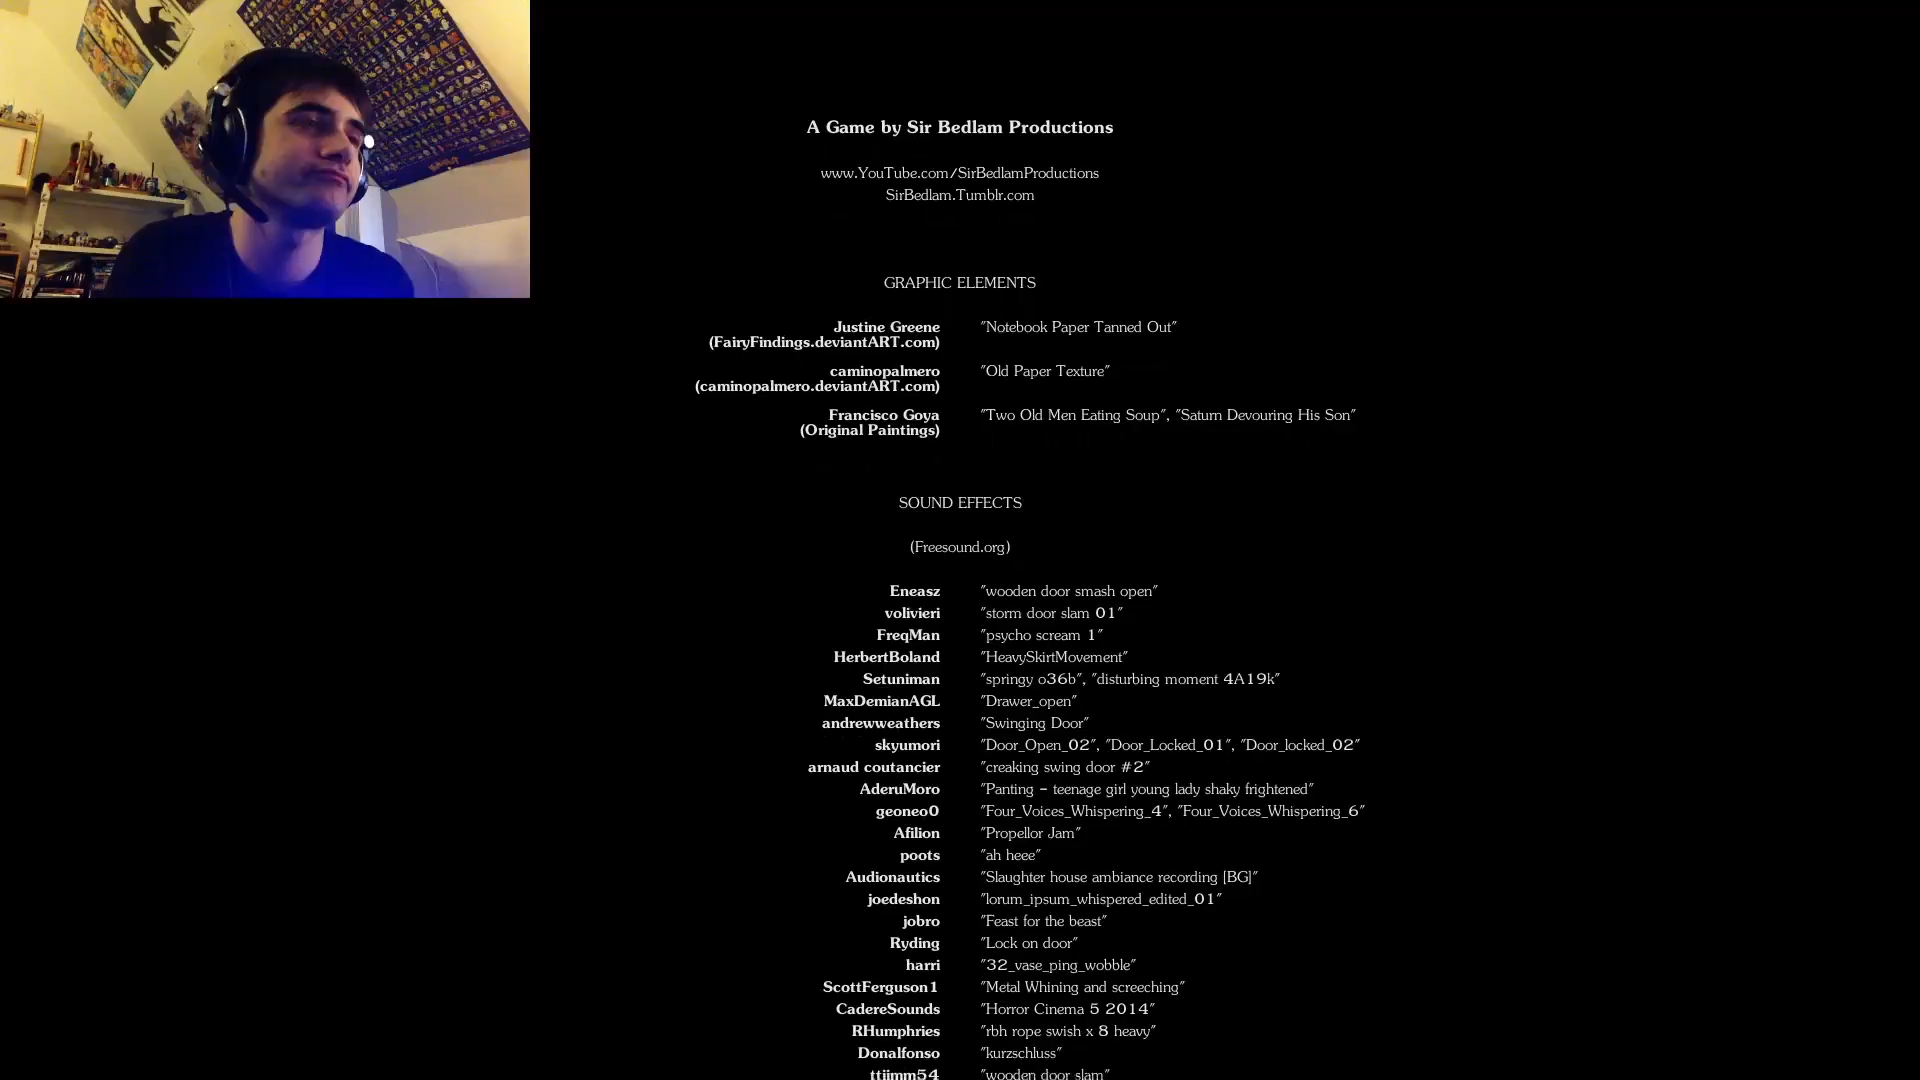 A Game by Sir Bedlam Productions
www.YouTube.com/SirBedlamProductions
SirBedlam.Tumblr.com
GRAPHIC ELEMENTS
Justine Greene "Notebook Paper Tanned Out"
(FairyFindings.deviantART.com)
caminopalmero "Old Paper Texture"
(caminopalmero.deviantART.com)
Francisco Goya "Two Old Men Eating Soup", "Saturn Devouring His Son"
(Original Paintings)
SOUND EFFECTS
(Freesound.org)
Eneasz "wooden door smash open"
volivieri "storm door slam 01"
FreqMan "psycho scream 1"
HerbertBoland "HeavySkirtMovement"
Setuniman "springy o36b", "disturbing moment 4A19k"
MaxDemianAGL "Drawer_open"
andrewweathers "Swinging Door"
skyumori "Door_Open_02", "Door_Locked_01", "Door_locked_02"
arnaud coutancier "creaking swing door #2"
AderuMoro "Panting - teenage girl young lady shaky frightened"
geoneo0 "Four_Voices_Whispering_4", "Four_Voices_Whispering_6"
Afilion "Propellor Jam"
poots "ah heee"
Audionautics "Slaughter house ambiance recording [BG]"
joedeshon "lorum_ipsum_whispered_edited_01"
jobro "Feast for the beast"
Ryding "Lock on door"
harri "32_vase_ping_wobble"
ScottFerguson1 "Metal Whining and screeching"
CadereSounds "Horror Cinema 5 2014"
RHumphries "rbh rope swish x 8 heavy"
Donalfonso "kurzschluss"
ttjimm54 "wooden door slam"